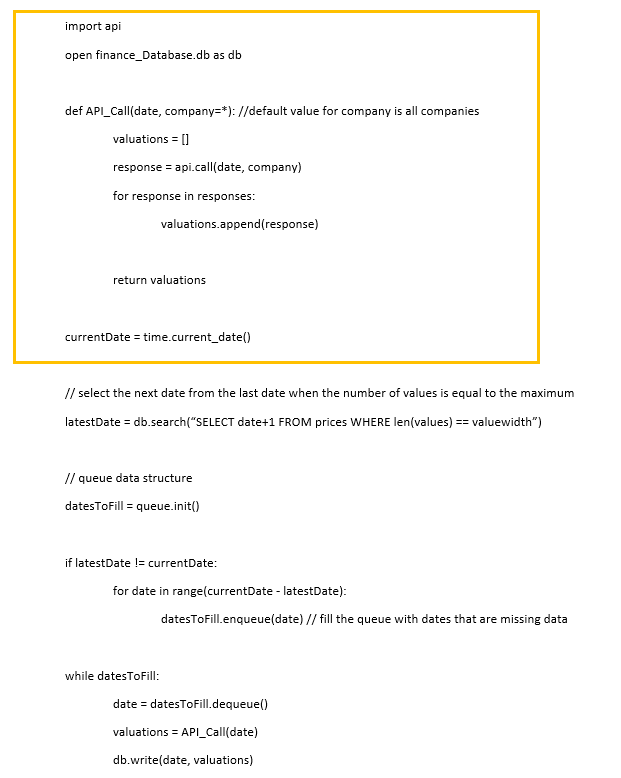 import api
open finance_Database.db as db
def API_Call(date, company=*): //default value for company is all companies
valuations = []
response = api.call(date, company)
for response in responses:
valuations.append(response)
return valuations
currentDate = time.current_date()
// select the next date from the last date when the number of values is equal to the maximum
latestDate = db.search(“SELECT date+1 FROM prices WHERE len(values) == valuewidth”)
// queue data structure
datesToFill = queue.init()
if latestDate != currentDate:
for date in range(currentDate - latestDate):
datesToFill.enqueue(date) // fill the queue with dates that are missing data
while datesToFill:
date = datesToFill.dequeue()
valuations = API_Call(date)
db.write(date, valuations)